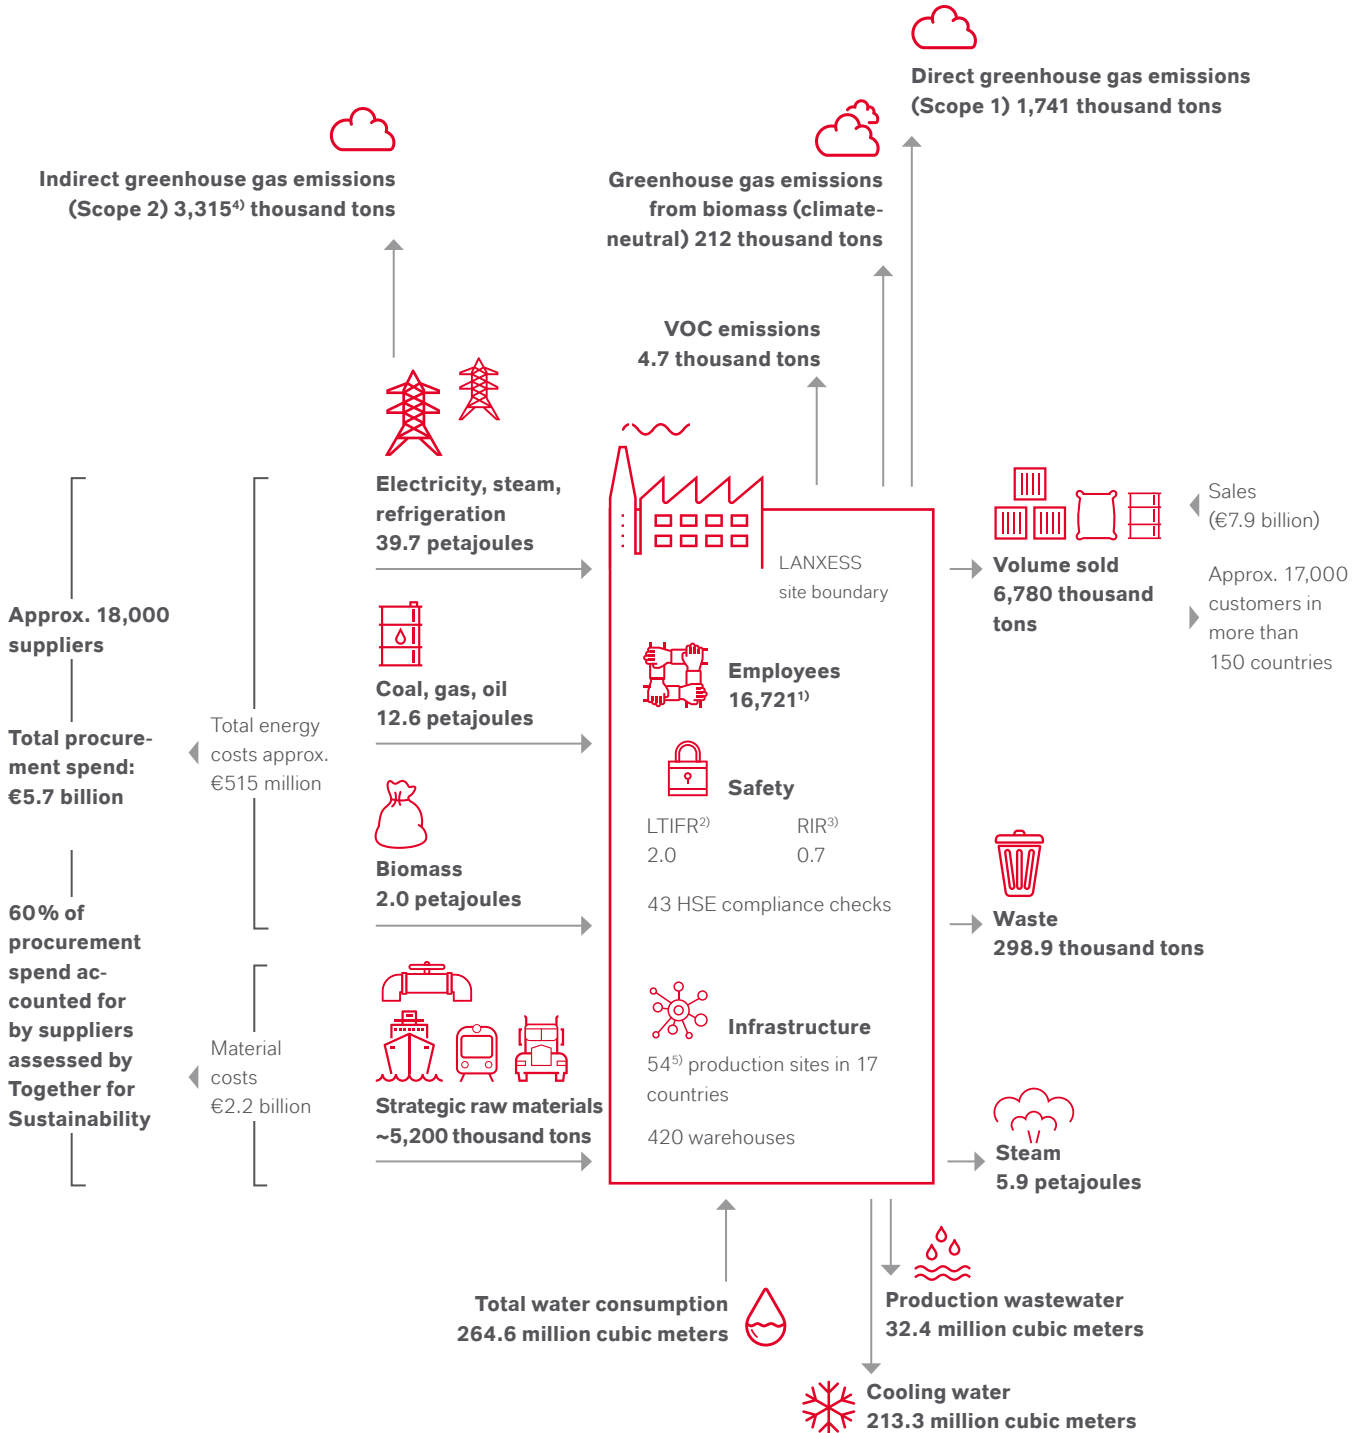 Direct greenhouse gas emissions
(Scope 1) 1,741 thousand tons
Indirect greenhouse gas emissions
(Scope 2) 3,315⁴⁾ thousand tons
Greenhouse gas emissions
from biomass (climate-
neutral) 212 thousand tons
VOC emissions
4.7 thousand tons
Approx. 18,000
suppliers
Total procure-
ment spend:
€5.7 billion
60% of
procurement
spend ac-
counted for
by suppliers
assessed by
Together for
Sustainability
Total energy
costs approx.
€515 million
Material
costs
€2.2 billion
Electricity, steam,
refrigeration
39.7 petajoules
Coal, gas, oil
12.6 petajoules
Biomass
2.0 petajoules
Strategic raw materials
~5,200 thousand tons
LANXESS
site boundary
Employees
16,721¹⁾
Safety
LTIFR²⁾ RIR³⁾
2.0 0.7
43 HSE compliance checks
Infrastructure
54⁵⁾ production sites in 17
countries
420 warehouses
Volume sold
6,780 thousand
tons
Sales
(€7.9 billion)
Approx. 17,000
customers in
more than
150 countries
Waste
298.9 thousand tons
Steam
5.9 petajoules
Total water consumption
264.6 million cubic meters
Production wastewater
32.4 million cubic meters
Cooling water
213.3 million cubic meters